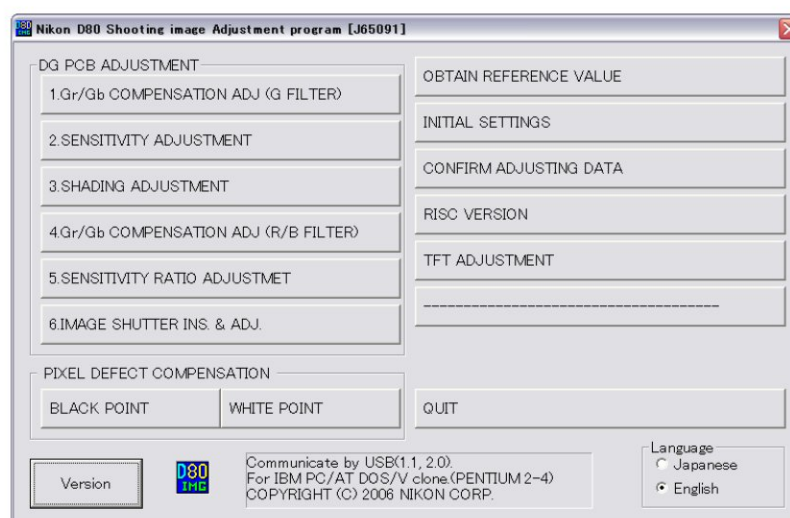 Nikon D80 Shooting image Adjustment program [J65091]
DG PCB ADJUSTMENT
1.Gr/Gb COMPENSATION ADJ (G FILTER)
2.SENSITIVITY ADJUSTMENT
3.SHADING ADJUSTMENT
4.Gr/Gb COMPENSATION ADJ (R/B FILTER)
5.SENSITIVITY RATIO ADJUSTMET
6.IMAGE SHUTTER INS. & ADJ.
PIXEL DEFECT COMPENSATION
BLACK POINT
WHITE POINT
OBTAIN REFERENCE VALUE
INITIAL SETTINGS
CONFIRM ADJUSTING DATA
RISC VERSION
TFT ADJUSTMENT
-------------------------------------
QUIT
Version
D80
IMG
Communicate by USB(1.1, 2.0).
For IBM PC/AT DOS/V clone.(PENTIUM 2-4)
COPYRIGHT (C) 2006 NIKON CORP.
Language
Japanese
English